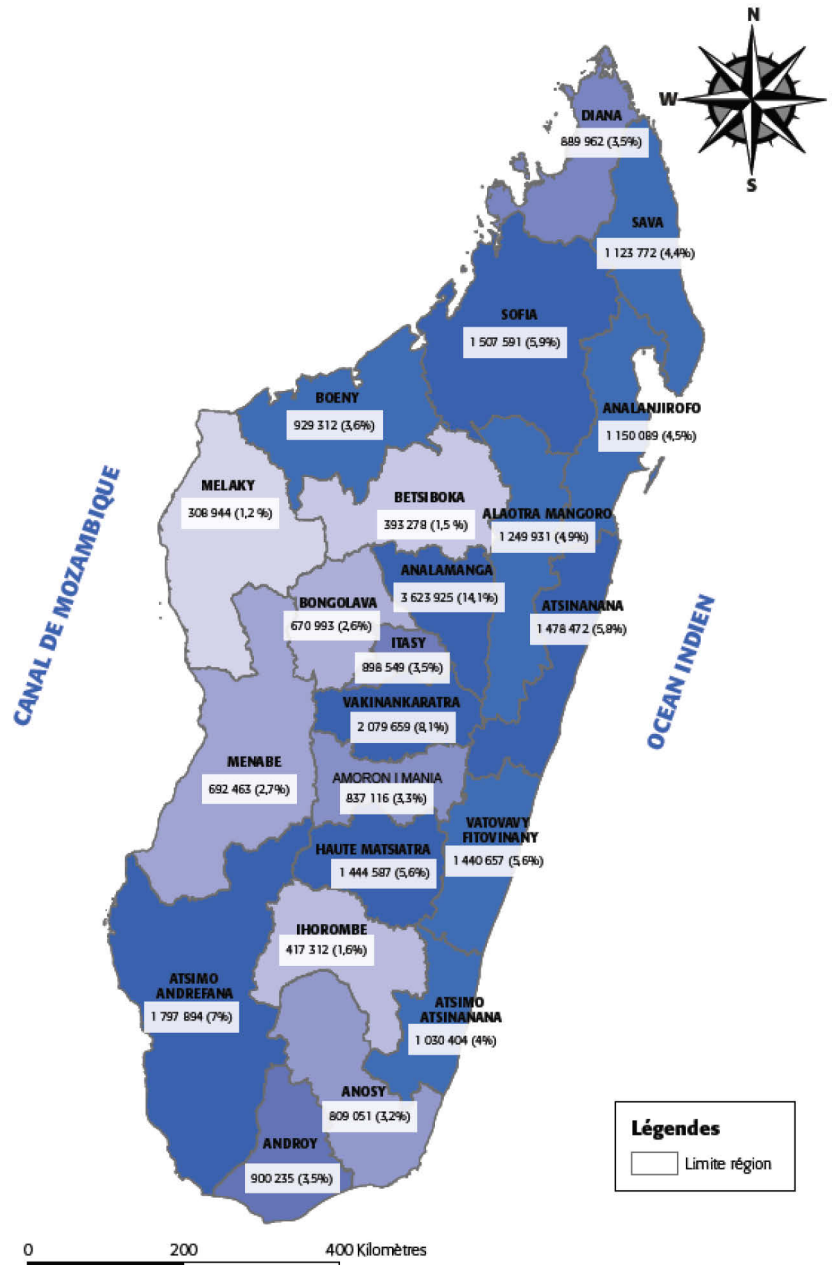 N
W
S
DIANA
889 962 (3,5%)
SAVA
1 123 772 (4,4%)
SOFIA
1 507 591 (5,9%)
BOENY
929 312 (3,6%)
ANALANJIROFO
1 150 089 (4,5%)
MELAKY
308 944 (1,2 %)
BETSIBOKA
393 278 (1,5 %)
ALAOTRA MANGORO
1 249 931 (4,9%)
ANALAMANGA
3 623 925 (14,1%)
BONGOLAVA
670 993 (2,6%)
ATSINANANA
1 478 472 (5,8%)
ITASY
898 549 (3,5%)
CANAL DE MOZAMBIQUE
OCEAN INDIEN
VAKINANKARATRA
2 079 659 (8,1%)
MENABE
692 463 (2,7%)
AMORON I MANIA
837 116 (3,3%)
VATOVAVY
FITOVINANY
1 440 657 (5,6%)
HAUTE MATSIATRA
1 444 587 (5,6%)
IHOROMBE
417 312 (1,6%)
ATSIMO
ANDREFANA
1 797 894 (7%)
ATSIMO
ATSINANANA
1 030 404 (4%)
ANOSY
809 051 (3,2%)
ANDROY
900 235 (3,5%)
Légendes
Limite région
0 200 400 Kilomètres